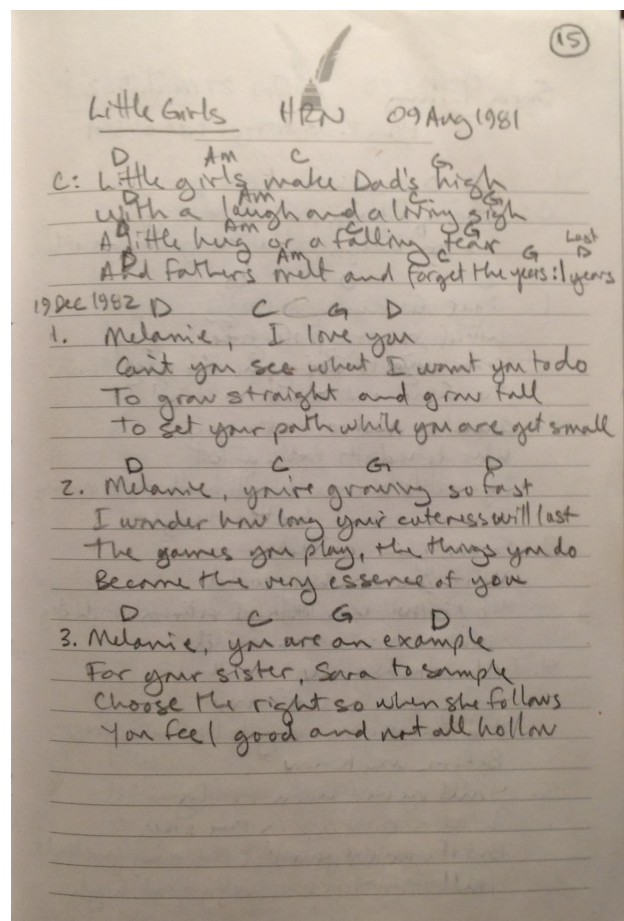 15
Little Girls HRN 09 Aug 1981
D Am C G
C: Little girls make Dad's high
D Am C G
with a laugh and a loving sigh
D Am C G
A little hug or a falling tear Last
D Am C G D
And fathers melt and forget the years :| years
19 Dec 1982 D C G D
1. Melanie, I love you
Can't you see what I want you to do
To grow straight and grow tall
To set your path while you are yet small
D C G D
2. Melanie, you're growing so fast
I wonder how long your cuteness will last
The games you play, the things you do
Become the very essence of you
D C G D
3. Melanie, you are an example
For your sister, Sara to sample
Choose the right so when she follows
You feel good and not all hollow